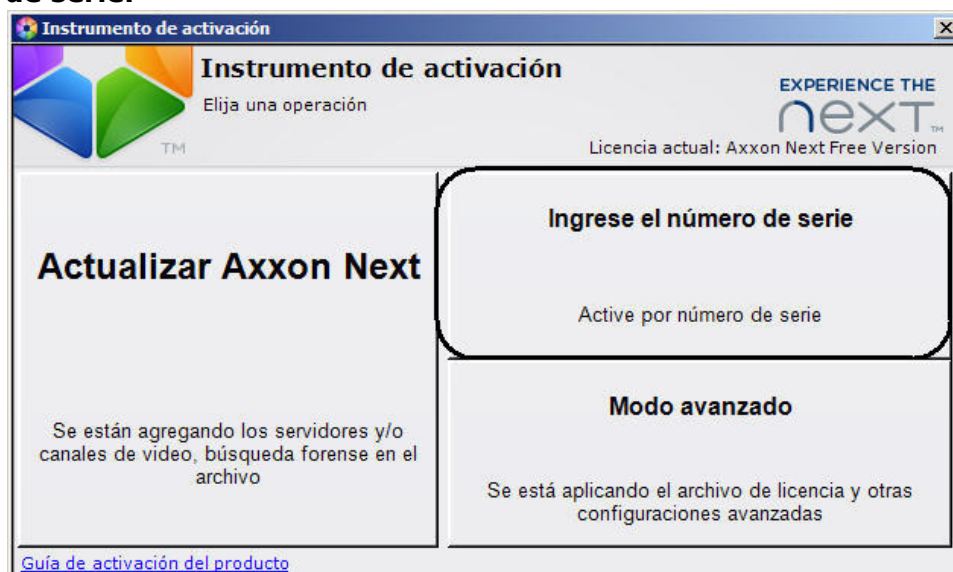 de serie.
Instrumento de activación
Instrumento de activación
Elija una operación
EXPERIENCE THE
next™
TM
Licencia actual: Axxon Next Free Version
Actualizar Axxon Next
Se están agregando los servidores y/o
canales de video, búsqueda forense en el
archivo
Ingrese el número de serie
Active por número de serie
Modo avanzado
Se está aplicando el archivo de licencia y otras
configuraciones avanzadas
Guía de activación del producto